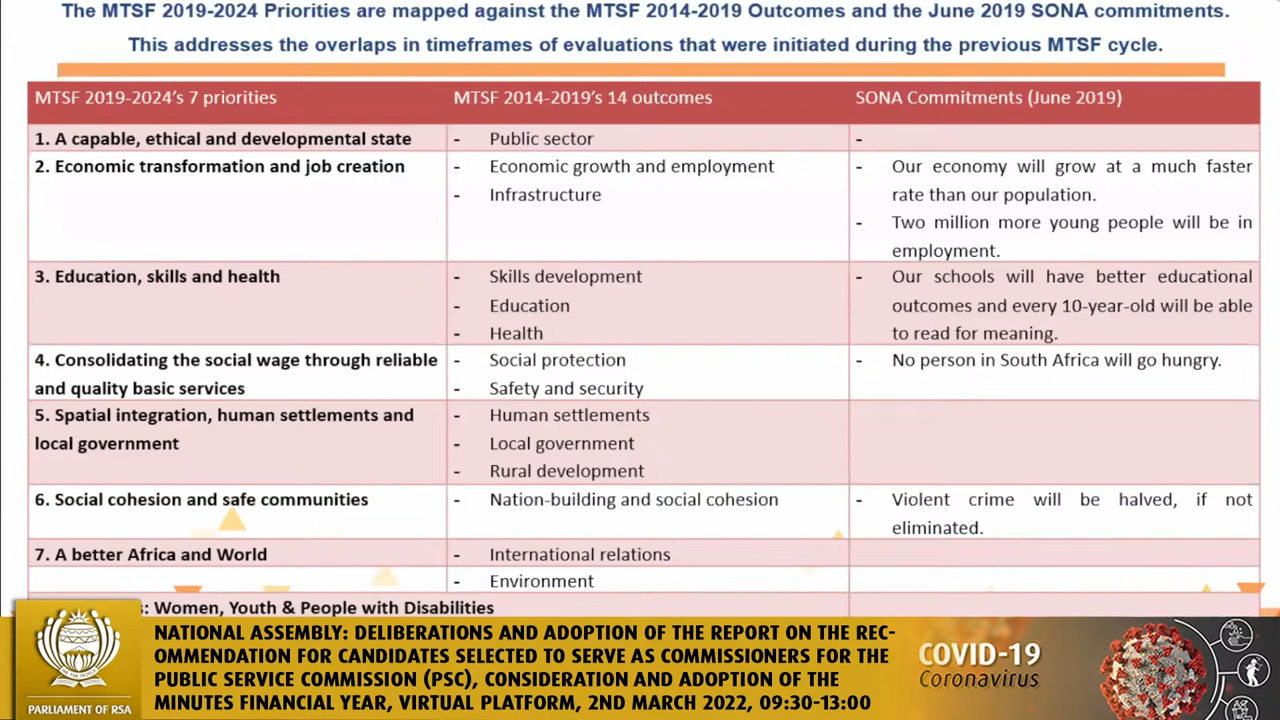 The MTSF 2019-2024 Priorities are mapped against the MTSF 2014-2019 Outcomes and the June 2019 SONA commitments.
This addresses the overlaps in timeframes of evaluations that were initiated during the previous MTSF cycle.
MTSF 2019-2024's 7 priorities
MTSF 2014-2019's 14 outcomes
SONA Commitments (June 2019)
1. A capable, ethical and developmental state
- Public sector
-
2. Economic transformation and job creation
- Economic growth and employment
- Infrastructure
- Our economy will grow at a much faster
rate than our population.
- Two million more young people will be in
employment.
3. Education, skills and health
- Skills development
- Education
- Health
- Our schools will have better educational
outcomes and every 10-year-old will be able
to read for meaning.
4. Consolidating the social wage through reliable
and quality basic services
- Social protection
- Safety and security
- No person in South Africa will go hungry.
5. Spatial integration, human settlements and
local government
- Human settlements
- Local government
- Rural development
6. Social cohesion and safe communities
- Nation-building and social cohesion
- Violent crime will be halved, if not
eliminated.
7. A better Africa and World
- International relations
- Environment
: Women, Youth & People with Disabilities
NATIONAL ASSEMBLY: DELIBERATIONS AND ADOPTION OF THE REPORT ON THE REC-
OMMENDATION FOR CANDIDATES SELECTED TO SERVE AS COMMISSIONERS FOR THE
PUBLIC SERVICE COMMISSION (PSC), CONSIDERATION AND ADOPTION OF THE
MINUTES FINANCIAL YEAR, VIRTUAL PLATFORM, 2ND MARCH 2022, 09:30-13:00
PARLIAMENT OF RSA
COVID-19
Coronavirus